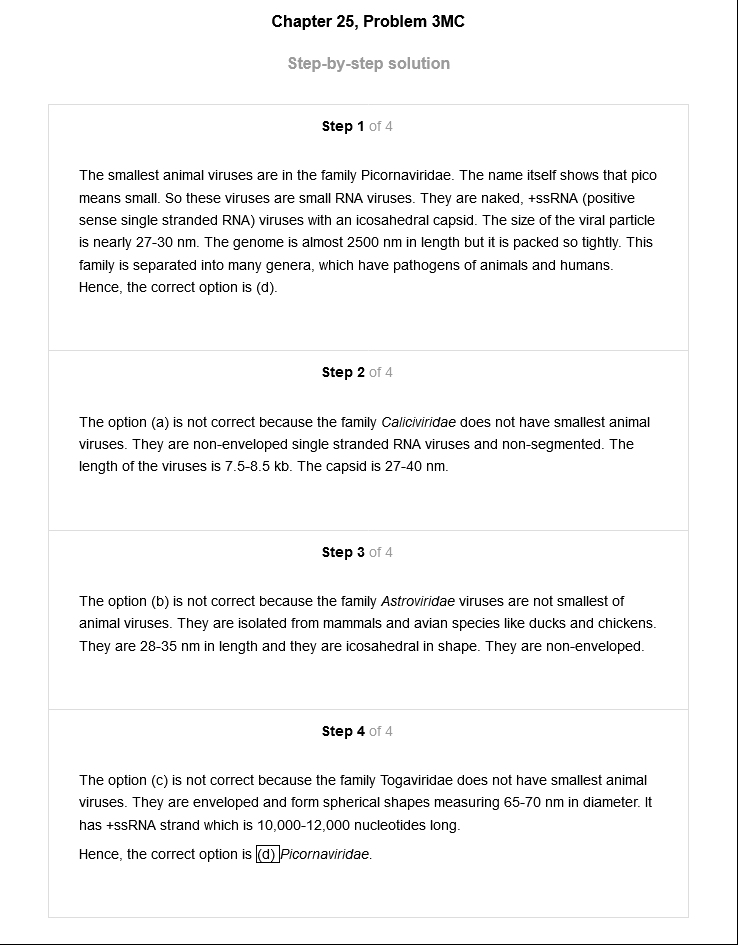 Chapter 25, Problem 3MC
Step-by-step solution
Step 1 of 4
The smallest animal viruses are in the family Picornaviridae. The name itself shows that pico
means small. So these viruses are small RNA viruses. They are naked, +ssRNA (positive
sense single stranded RNA) viruses with an icosahedral capsid. The size of the viral particle
is nearly 27-30 nm. The genome is almost 2500 nm in length but it is packed so tightly. This
family is separated into many genera, which have pathogens of animals and humans.
Hence, the correct option is (d).
Step 2 of 4
The option (a) is not correct because the family Caliciviridae does not have smallest animal
viruses. They are non-enveloped single stranded RNA viruses and non-segmented. The
length of the viruses is 7.5-8.5 kb. The capsid is 27-40 nm.
Step 3 of 4
The option (b) is not correct because the family Astroviridae viruses are not smallest of
animal viruses. They are isolated from mammals and avian species like ducks and chickens.
They are 28-35 nm in length and they are icosahedral in shape. They are non-enveloped.
Step 4 of 4
The option (c) is not correct because the family Togaviridae does not have smallest animal
viruses. They are enveloped and form spherical shapes measuring 65-70 nm in diameter. It
has +ssRNA strand which is 10,000-12,000 nucleotides long.
Hence, the correct option is (d) Picornaviridae.